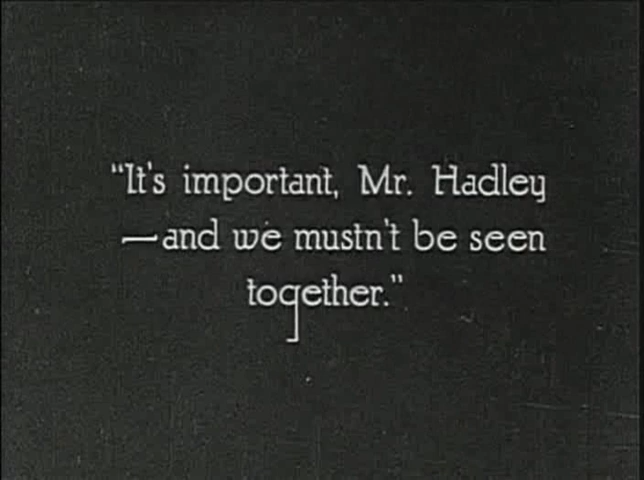 "It's important, Mr. Hadley
—and we mustn't be seen
together."